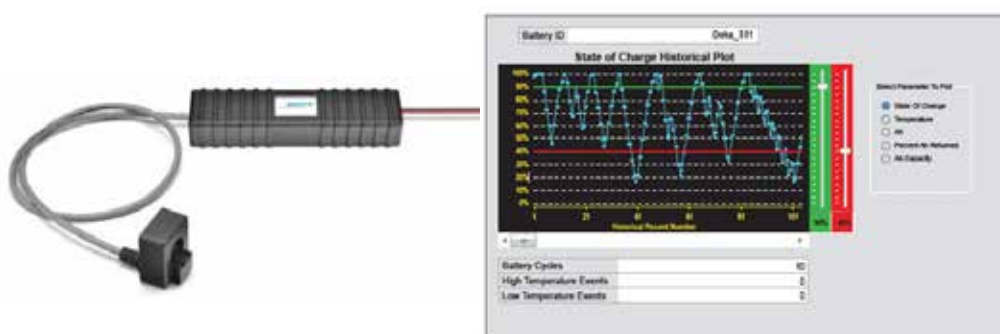 Battery ID
State of Charge Historical Plot
100%
90%
80%
70%
60%
50%
40%
30%
20%
10%
0%
1 21 41 61 81 101
Historical Record Number
Select Parameter To Plot
State Of Charge
Temperature
Percent Ah Returned
Ah Capacity
Battery Cycles
High Temperature Events 0
Low Temperature Events 0